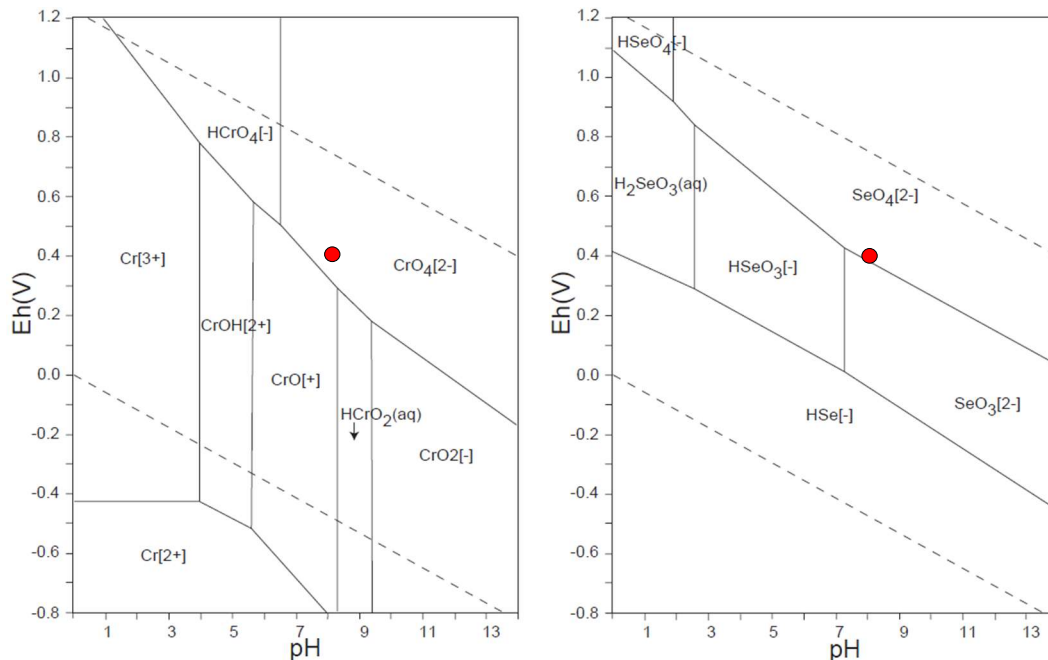 1.2
1.0
0.8
0.6
0.4
0.2
0.0
-0.2
-0.4
-0.6
-0.8
Eh(V)
HCrO4[-]
CrO4[2-]
Cr[3+]
CrOH[2+]
CrO[+]
HCrO2(aq)
CrO2[-]
Cr[2+]
1 3 5 7 9 11 13
pH
1.2
1.0
0.8
0.6
0.4
0.2
0.0
-0.2
-0.4
-0.6
-0.8
Eh(V)
HSeO4[-]
H2SeO3(aq)
SeO4[2-]
HSeO3[-]
HSe[-]
SeO3[2-]
1 3 5 7 9 11 13
pH